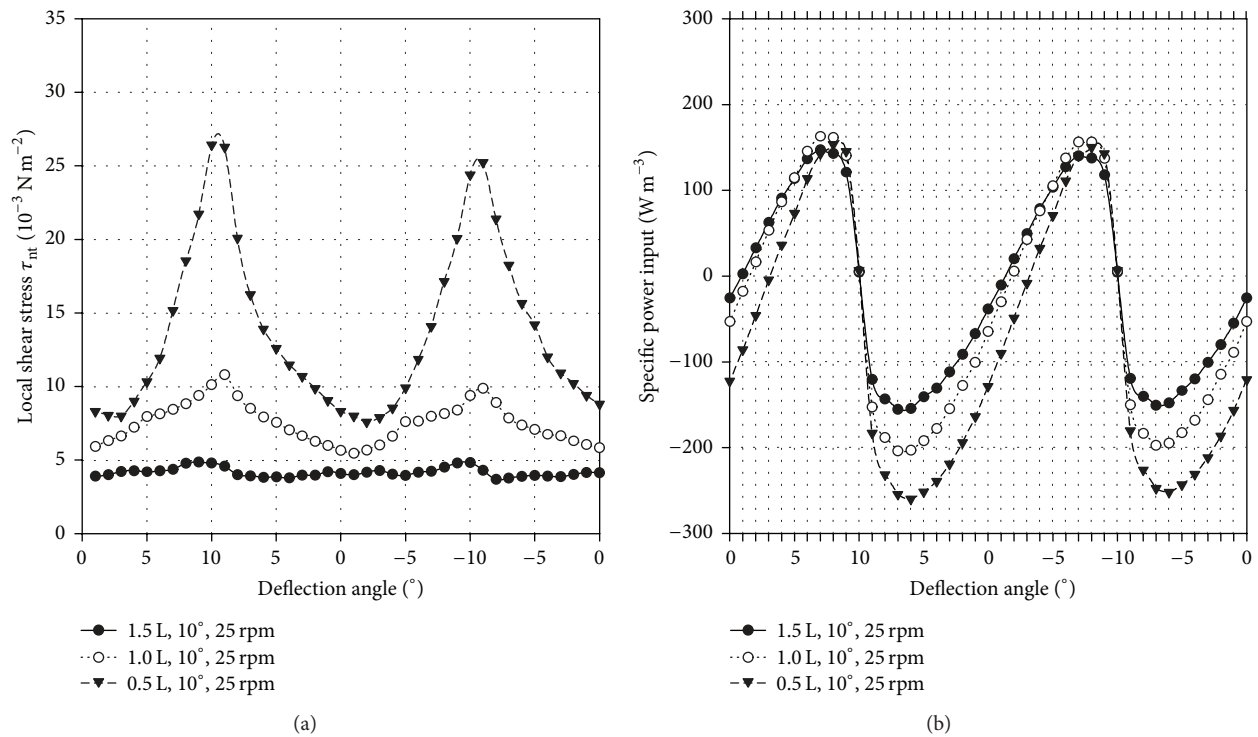 35
30
25
20
15
10
5
0
Local shear stress τnt (10−3 N m−2)
5 10 5 0 −5 −10 −5 0
Deflection angle (°)
1.5 L, 10°, 25 rpm
1.0 L, 10°, 25 rpm
0.5 L, 10°, 25 rpm
(a)
300
200
100
0
−100
−200
−300
Specific power input (W m−3)
0 5 10 5 0 −5 −10 −5 0
Deflection angle (°)
1.5 L, 10°, 25 rpm
1.0 L, 10°, 25 rpm
0.5 L, 10°, 25 rpm
(b)